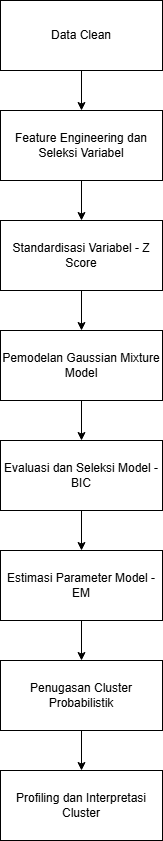 Data Clean
Feature Engineering dan
Seleksi Variabel
Standardisasi Variabel - Z
Score
Pemodelan Gaussian Mixture
Model
Evaluasi dan Seleksi Model -
BIC
Estimasi Parameter Model -
EM
Penugasan Cluster
Probabilistik
Profiling dan Interpretasi
Cluster